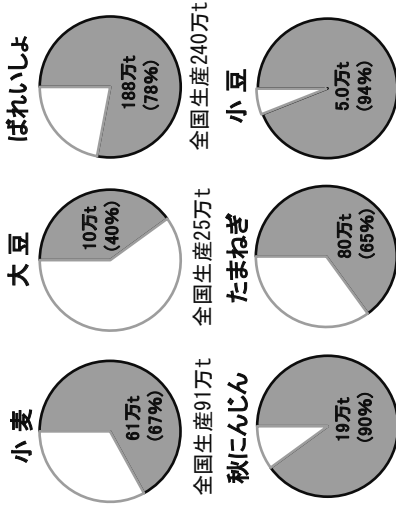 小 麦
61万t
(67%)
全国生産91万t
大 豆
10万t
(40%)
全国生産25万t
ばれいしょ
188万t
(78%)
全国生産240万t
秋にんじん
19万t
(90%)
たまねぎ
80万t
(65%)
小 豆
5.0万t
(94%)